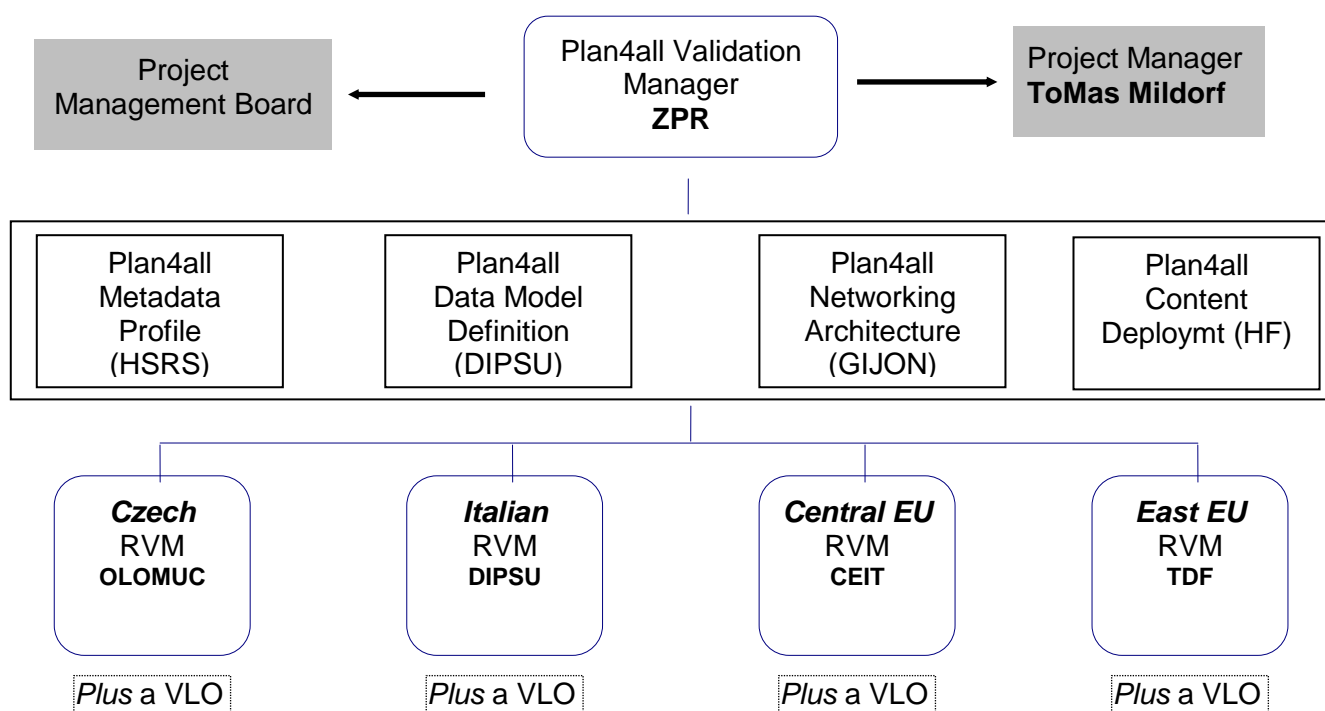 Project
Management Board
Plan4all Validation
Manager
ZPR
Project Manager
ToMas Mildorf
Plan4all
Metadata
Profile
(HSRS)
Plan4all
Data Model
Definition
(DIPSU)
Plan4all
Networking
Architecture
(GIJON)
Plan4all
Content
Deploymt (HF)
Czech
RVM
OLOMUC
Italian
RVM
DIPSU
Central EU
RVM
CEIT
East EU
RVM
TDF
Plus a VLO
Plus a VLO
Plus a VLO
Plus a VLO